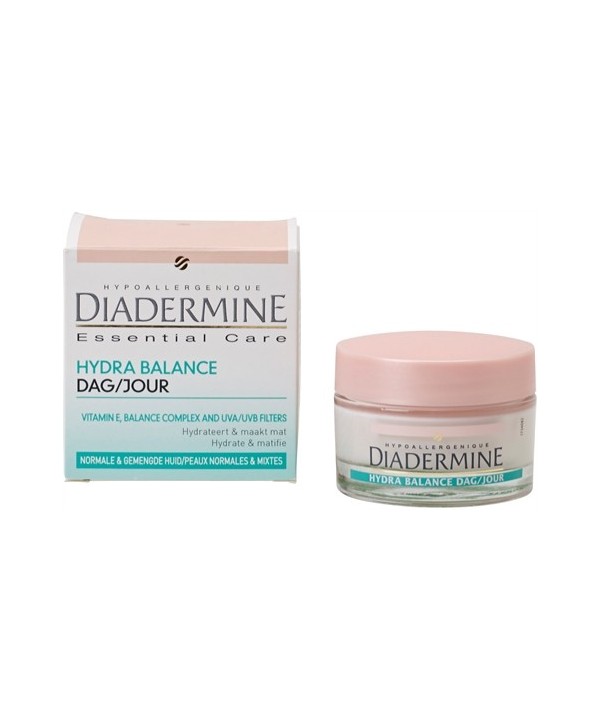 HYPOALLERGENIQUE
DIADERMINE
Essential Care
HYDRA BALANCE
DAG/JOUR
VITAMIN E, BALANCE COMPLEX AND UVA/UVB FILTERS
Hydrateert & maakt mat
Hydrate & matifie
NORMALE & GEMENGDE HUID/PEAUX NORMALES & MIXTES
HYPOALLERGENIQUE
DIADERMINE
HYDRA BALANCE DAG/JOUR